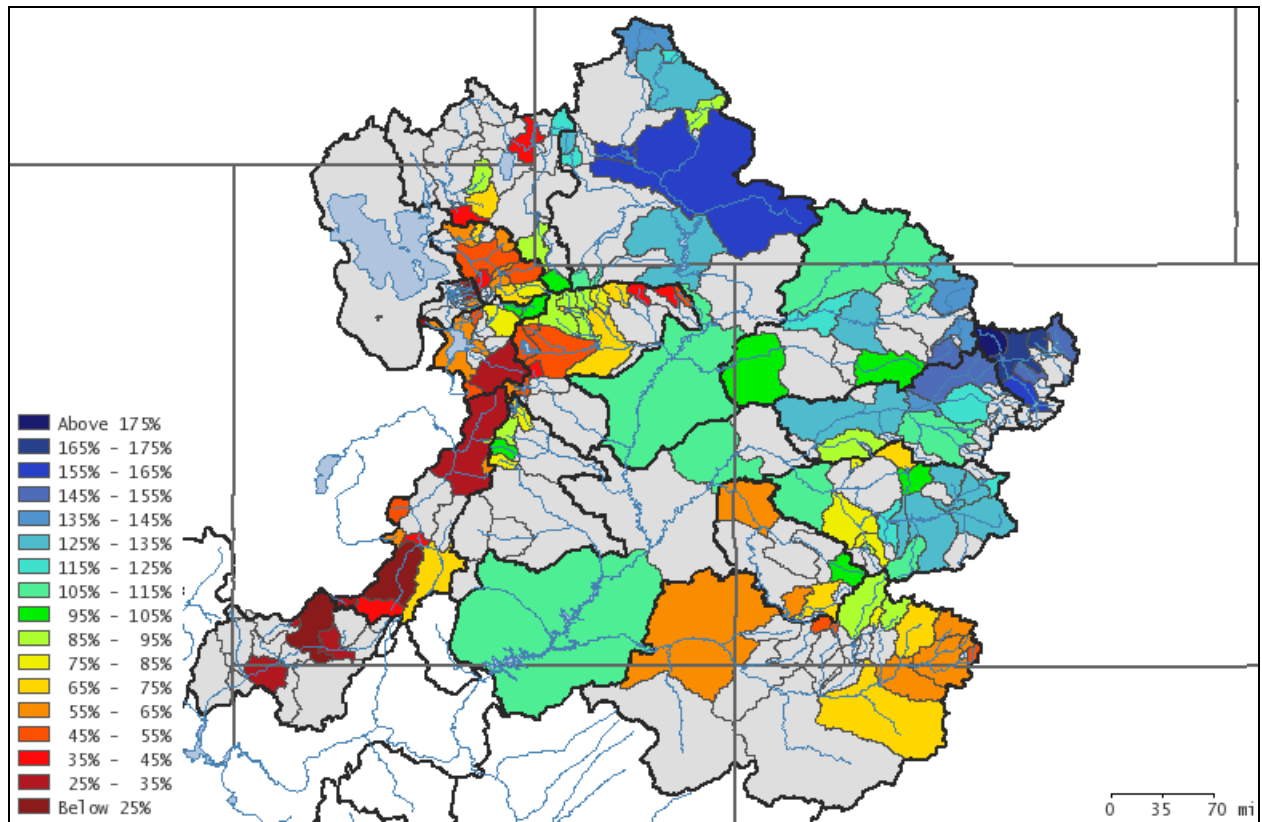 Above 175%
165% - 175%
155% - 165%
145% - 155%
135% - 145%
125% - 135%
115% - 125%
105% - 115%
95% - 105%
85% - 95%
75% - 85%
65% - 75%
55% - 65%
45% - 55%
35% - 45%
25% - 35%
Below 25%
0 35 70 mi